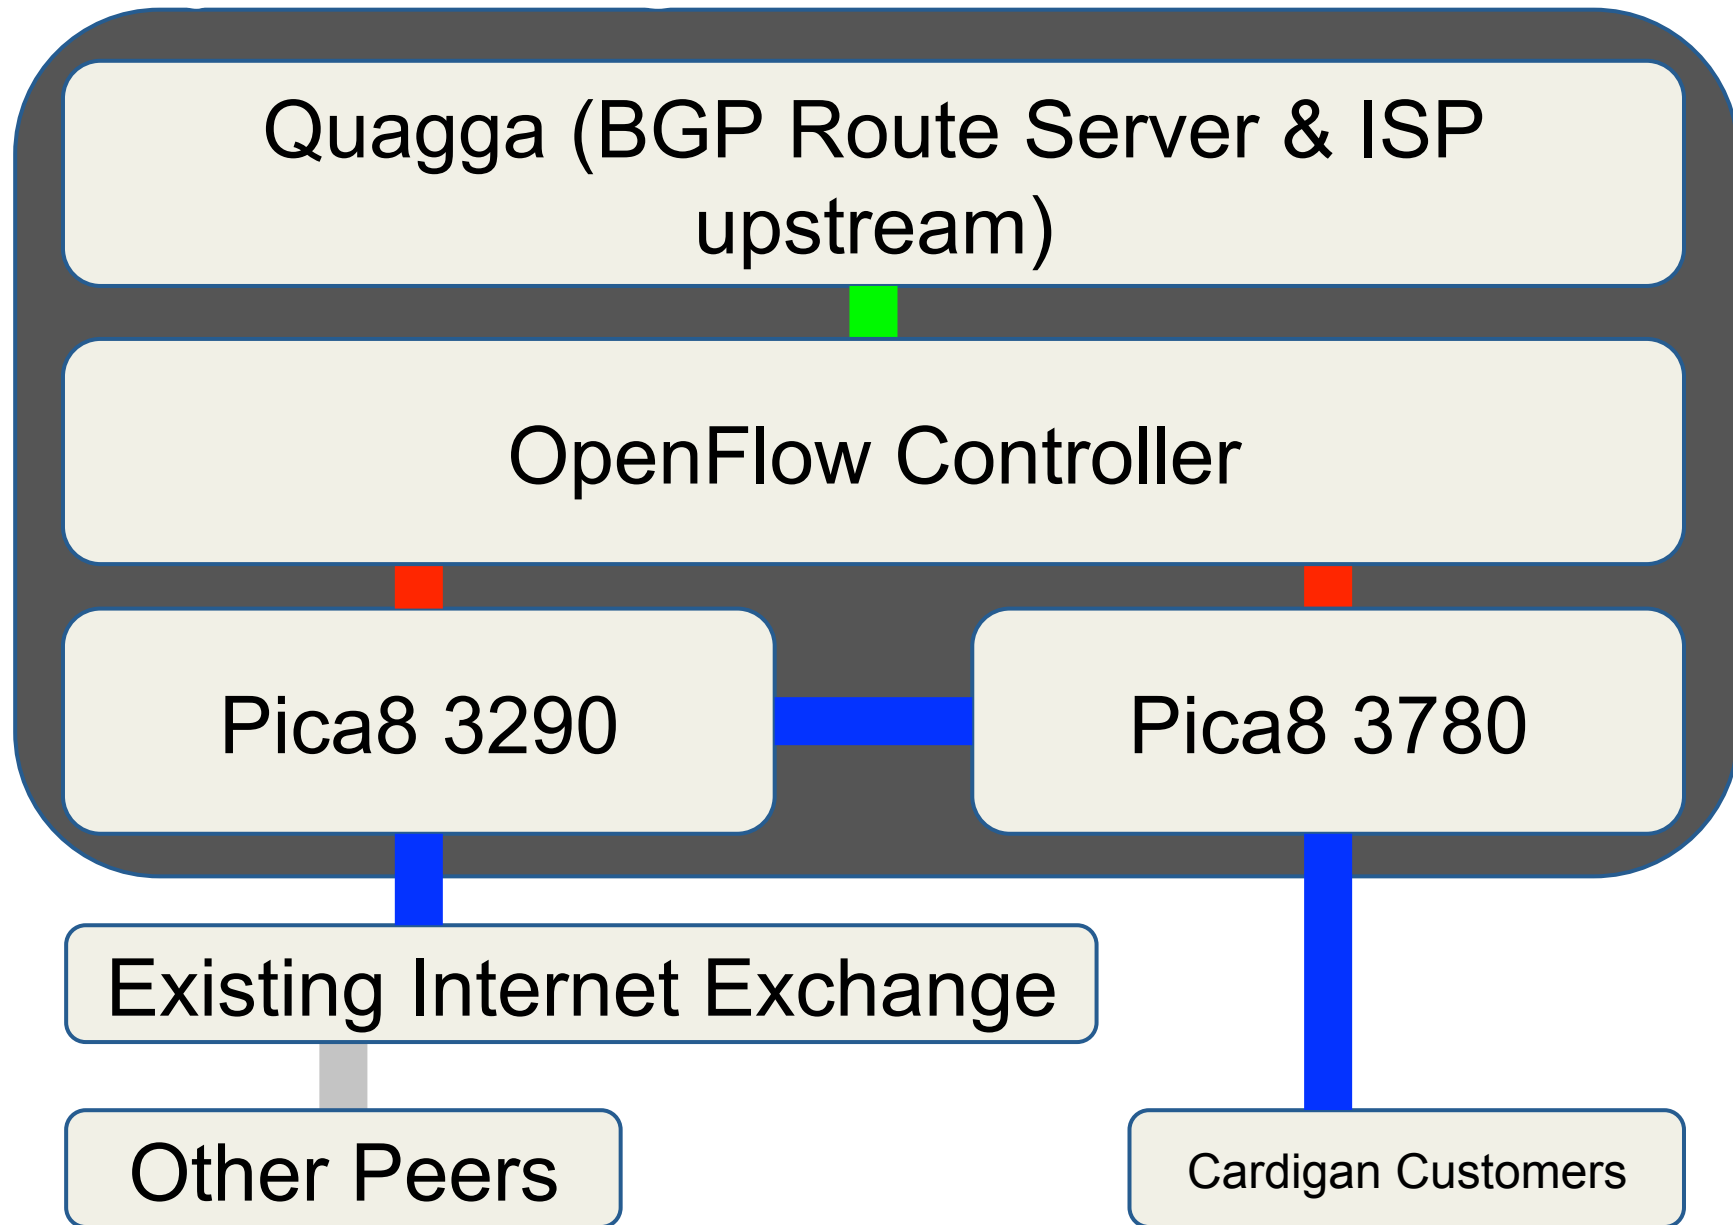 Quagga (BGP Route Server & ISP
upstream)
OpenFlow Controller
Pica8 3290
Pica8 3780
Existing Internet Exchange
Other Peers
Cardigan Customers